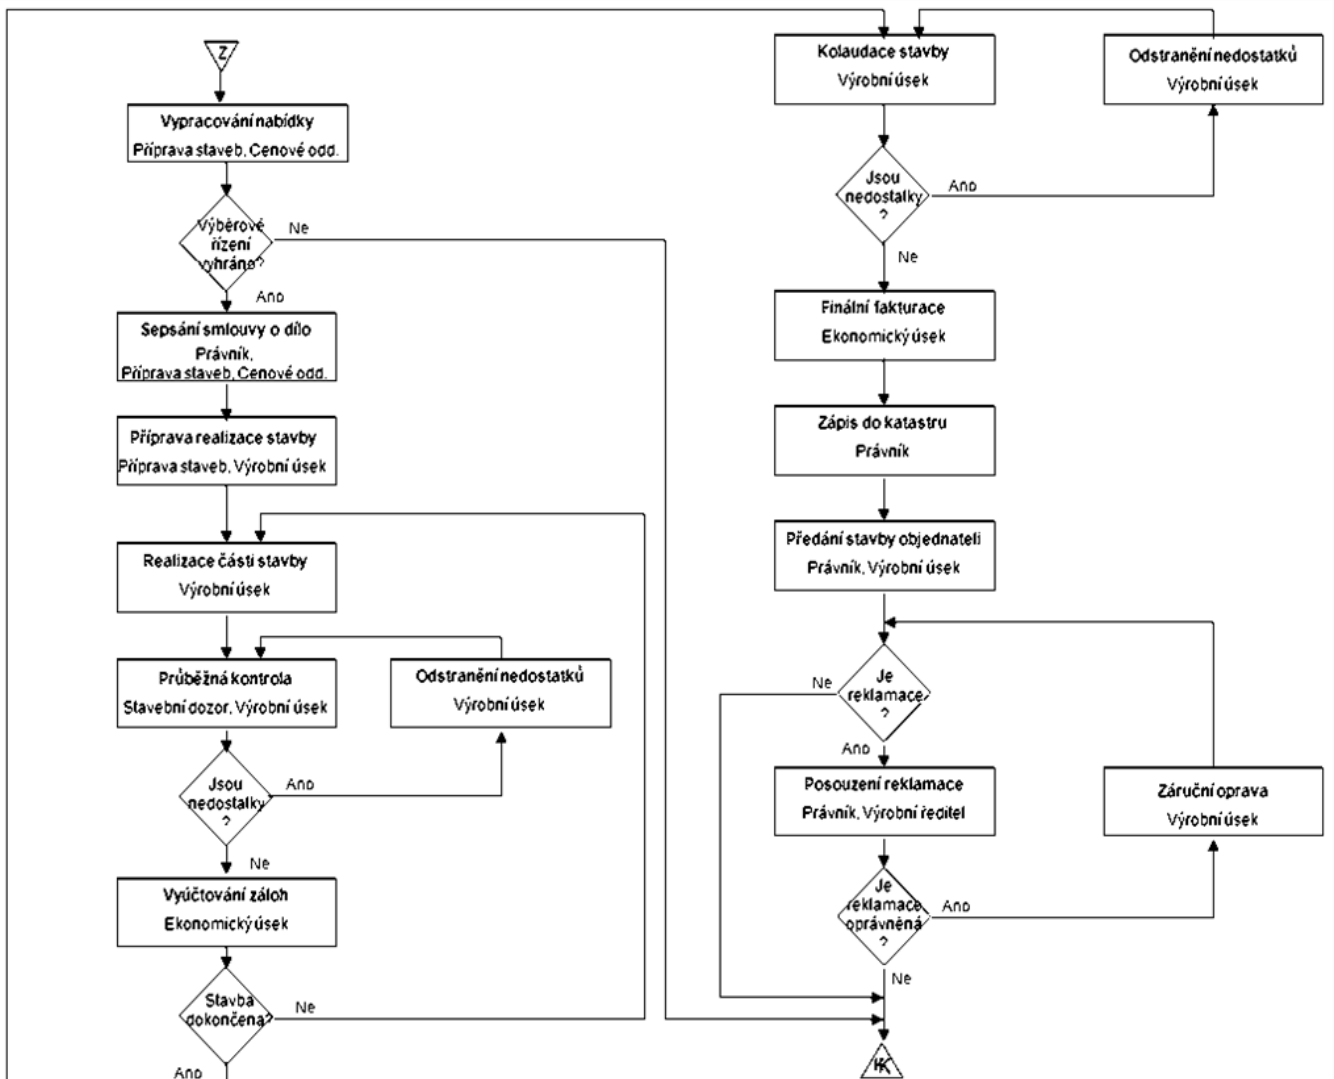 Z
Vypracování nabídky
Příprava staveb, Cenové odd.
Výběrové
řízení
vyhráno?
Ne
Ano
Sepsání smlouvy o dílo
Právník,
Příprava staveb, Cenové odd.
Příprava realizace stavby
Příprava staveb, Výrobní úsek
Realizace části stavby
Výrobní úsek
Průběžná kontrola
Stavební dozor, Výrobní úsek
Odstranění nedostatků
Výrobní úsek
Jsou
nedostatky
?
Ano
Ne
Vyúčtování záloh
Ekonomický úsek
Stavba
dokončena?
Ne
Ano
Kolaudace stavby
Výrobní úsek
Odstranění nedostatků
Výrobní úsek
Jsou
nedostatky
?
Ano
Ne
Finální fakturace
Ekonomický úsek
Zápis do katastru
Právník
Předání stavby objednateli
Právník, Výrobní úsek
Je
reklamace
?
Ne
Ano
Posouzení reklamace
Právník, Výrobní ředitel
Záruční oprava
Výrobní úsek
Je
reklamace
oprávněná
?
Ano
Ne